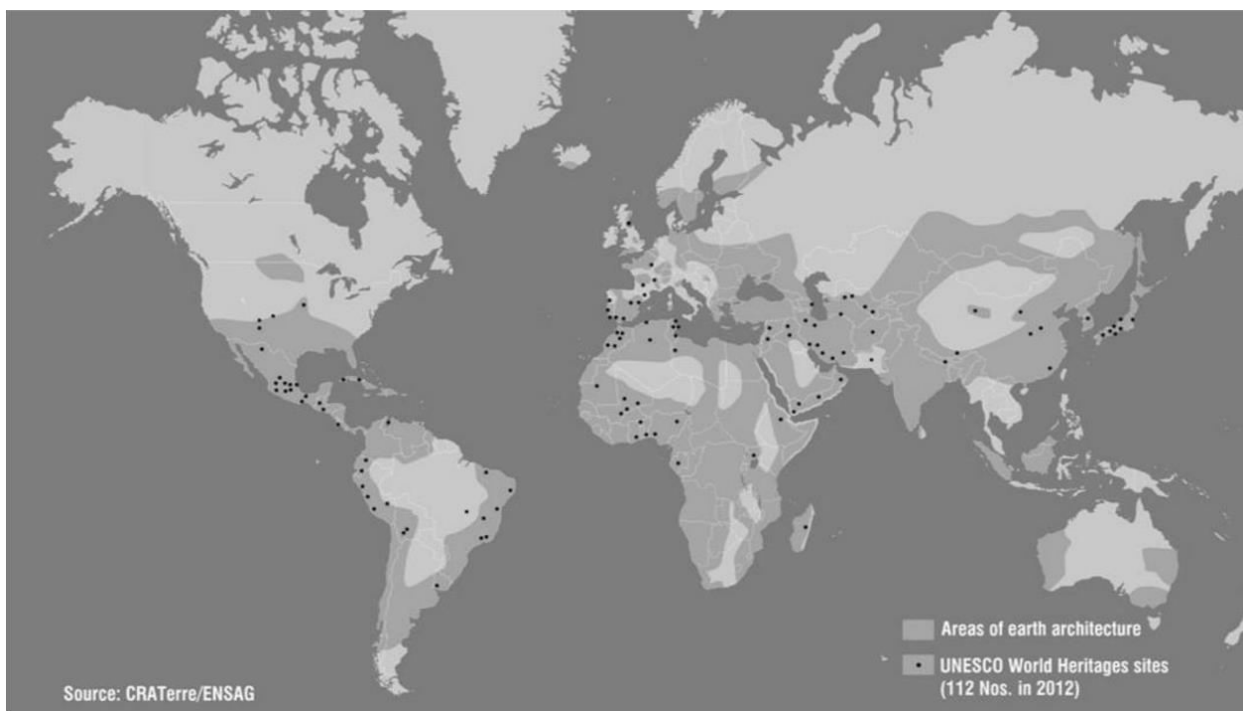 Areas of earth architecture
UNESCO World Heritages sites
(112 Nos. in 2012)
Source: CRATerre/ENSAG